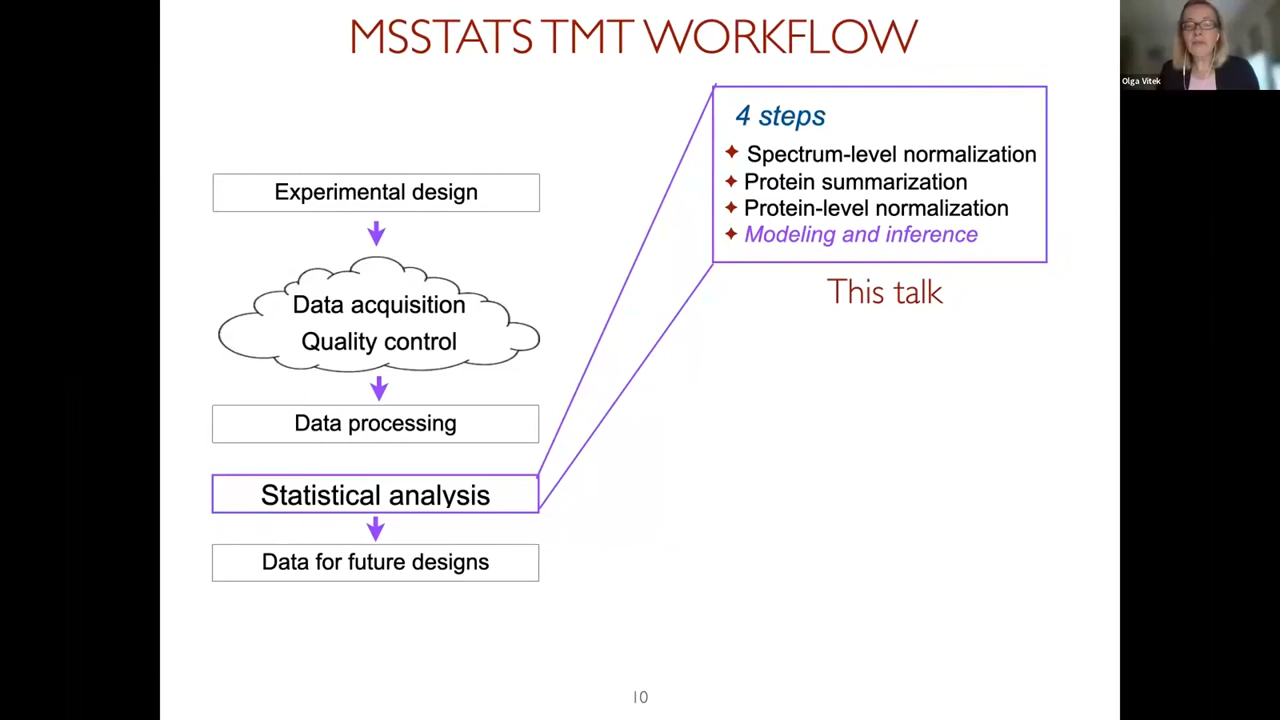 MSSTATS TMT WORKFLOW
Olga Vitek
4 steps
Spectrum-level normalization
Protein summarization
Protein-level normalization
Modeling and inference
This talk
Experimental design
Data acquisition
Quality control
Data processing
Statistical analysis
Data for future designs
10